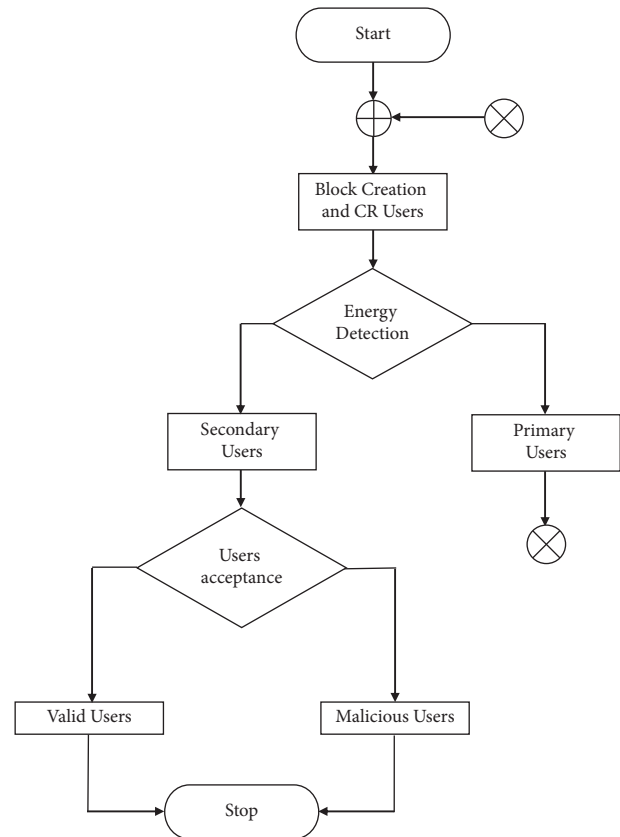 Start
Block Creation
and CR Users
Energy
Detection
Secondary
Users
Primary
Users
Users
acceptance
Valid Users
Malicious Users
Stop